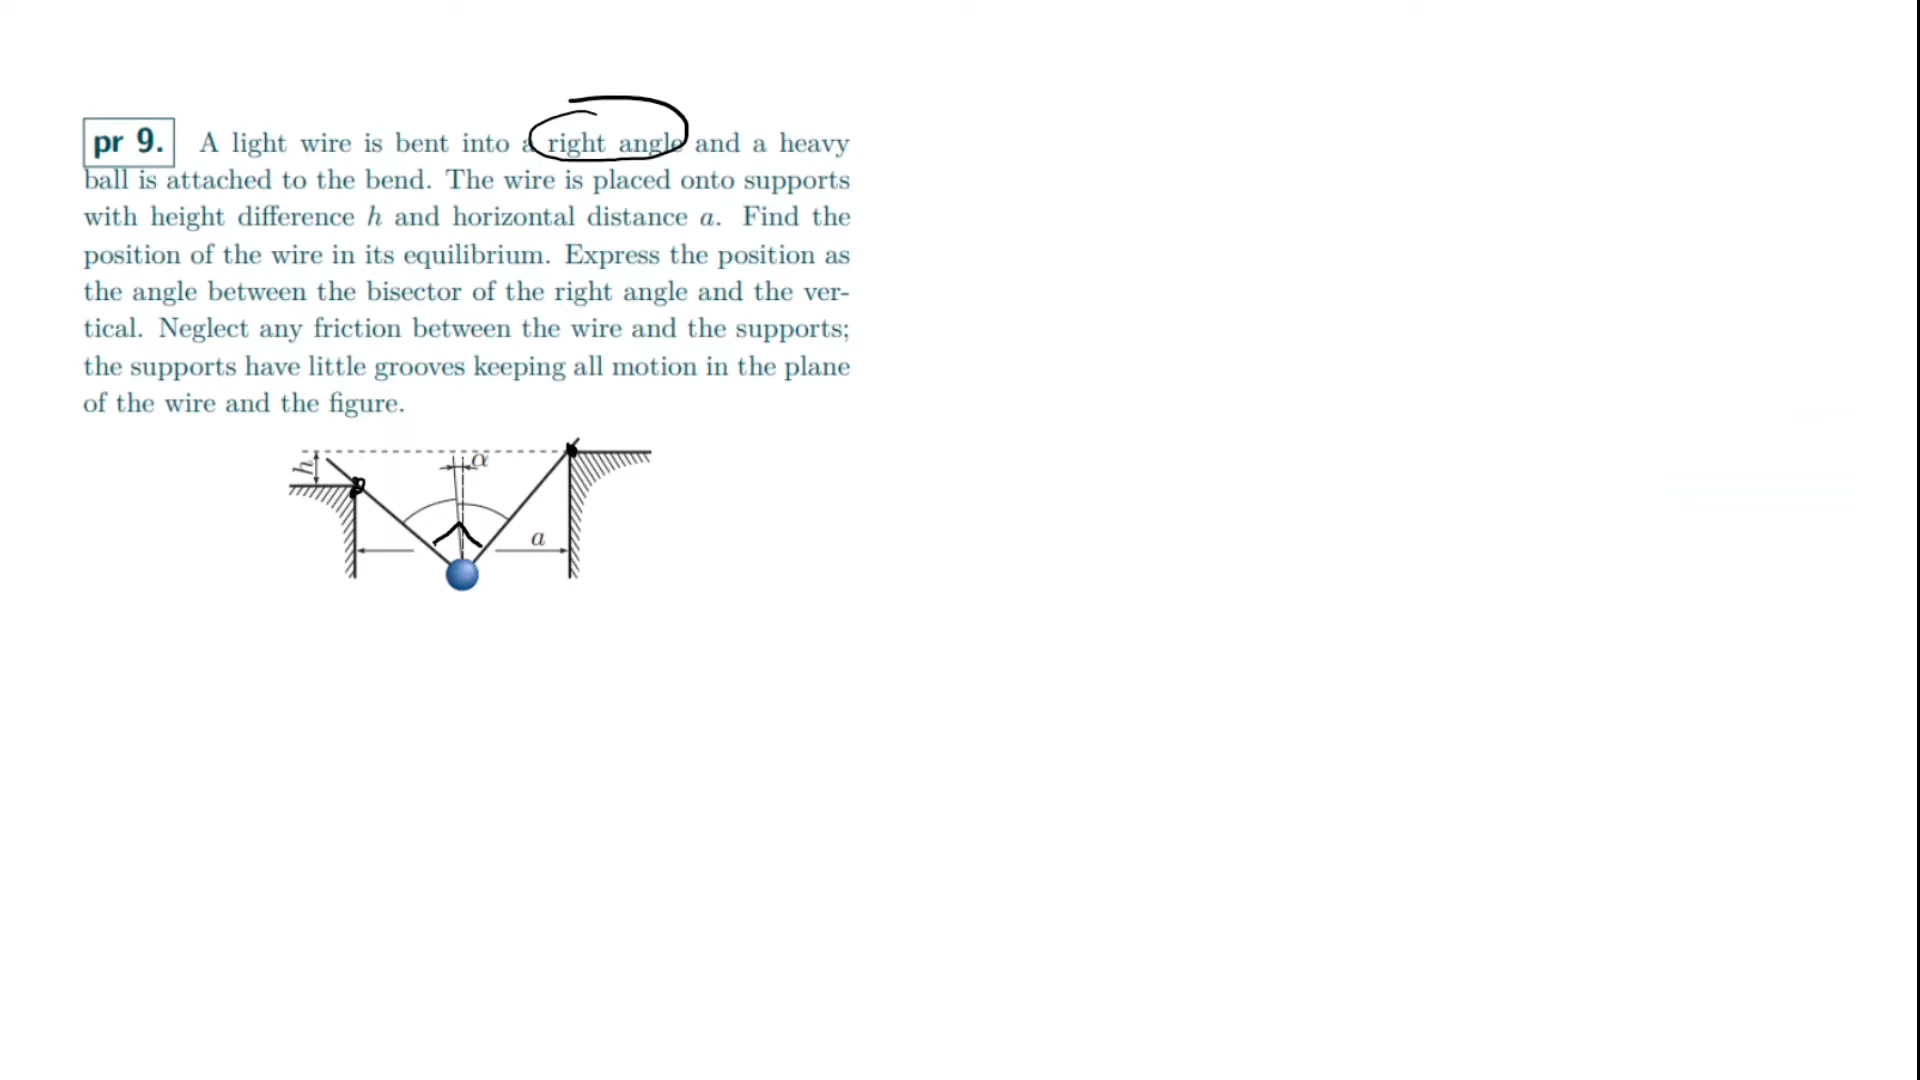 pr 9. A light wire is bent into a right angle and a heavy
ball is attached to the bend. The wire is placed onto supports
with height difference h and horizontal distance a. Find the
position of the wire in its equilibrium. Express the position as
the angle between the bisector of the right angle and the ver-
tical. Neglect any friction between the wire and the supports;
the supports have little grooves keeping all motion in the plane
of the wire and the figure.
h
α
a